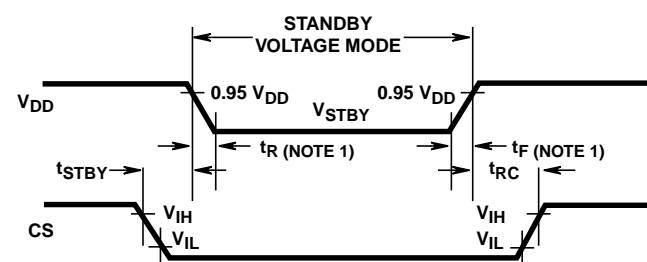 STANDBY
VOLTAGE MODE
VDD
0.95 VDD
VSTBY
0.95 VDD
tR (NOTE 1)
tF (NOTE 1)
tSTBY
tRC
CS
VIH
VIL
VIH
VIL